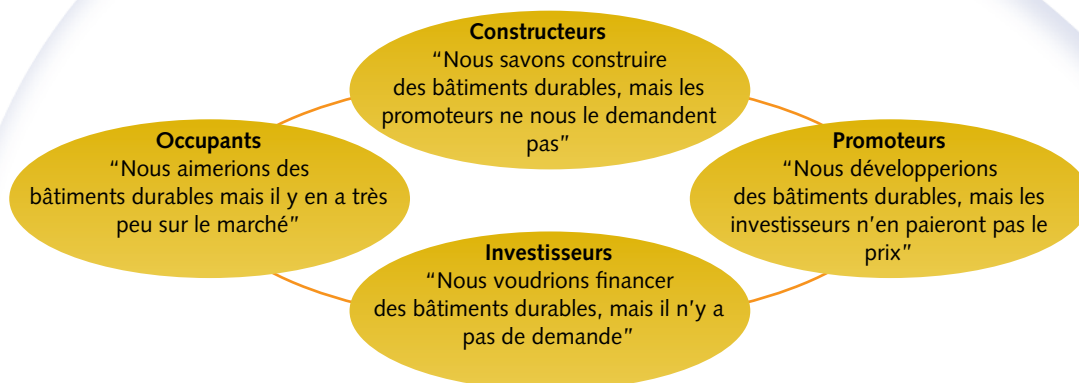 Constructeurs
“Nous savons construire
des bâtiments durables, mais les
promoteurs ne nous le demandent
pas”
Occupants
“Nous aimerions des
bâtiments durables mais il y en a très
peu sur le marché”
Promoteurs
“Nous développerions
des bâtiments durables, mais les
investisseurs n’en paieront pas le
prix”
Investisseurs
“Nous voudrions financer
des bâtiments durables, mais il n’y a
pas de demande”